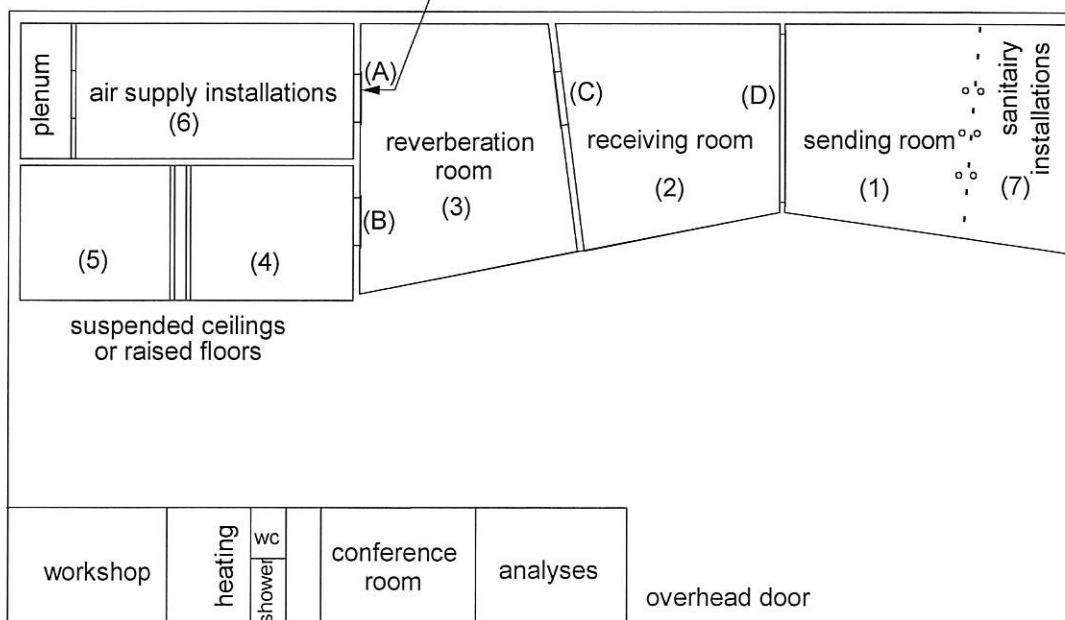 plenum
air supply installations
(6)
(A)
(B)
reverberation
room
(3)
(C)
receiving room
(2)
(D)
sending room
(1)
sanitairy
installations
(7)
(5)
(4)
suspended ceilings
or raised floors
workshop
heating
wc
shower
conference
room
analyses
overhead door